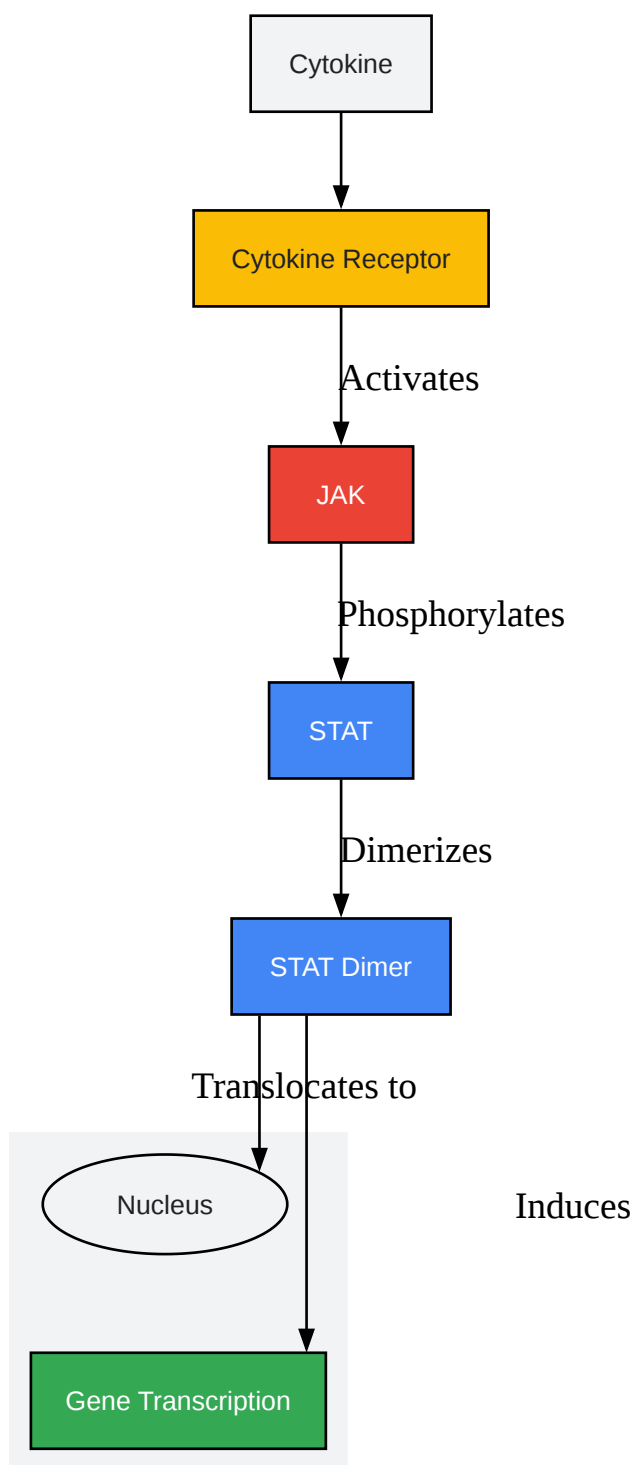 Cytokine
Cytokine Receptor
Activates
JAK
Phosphorylates
STAT
Dimerizes
STAT Dimer
Translocates to
Nucleus
Induces
Gene Transcription